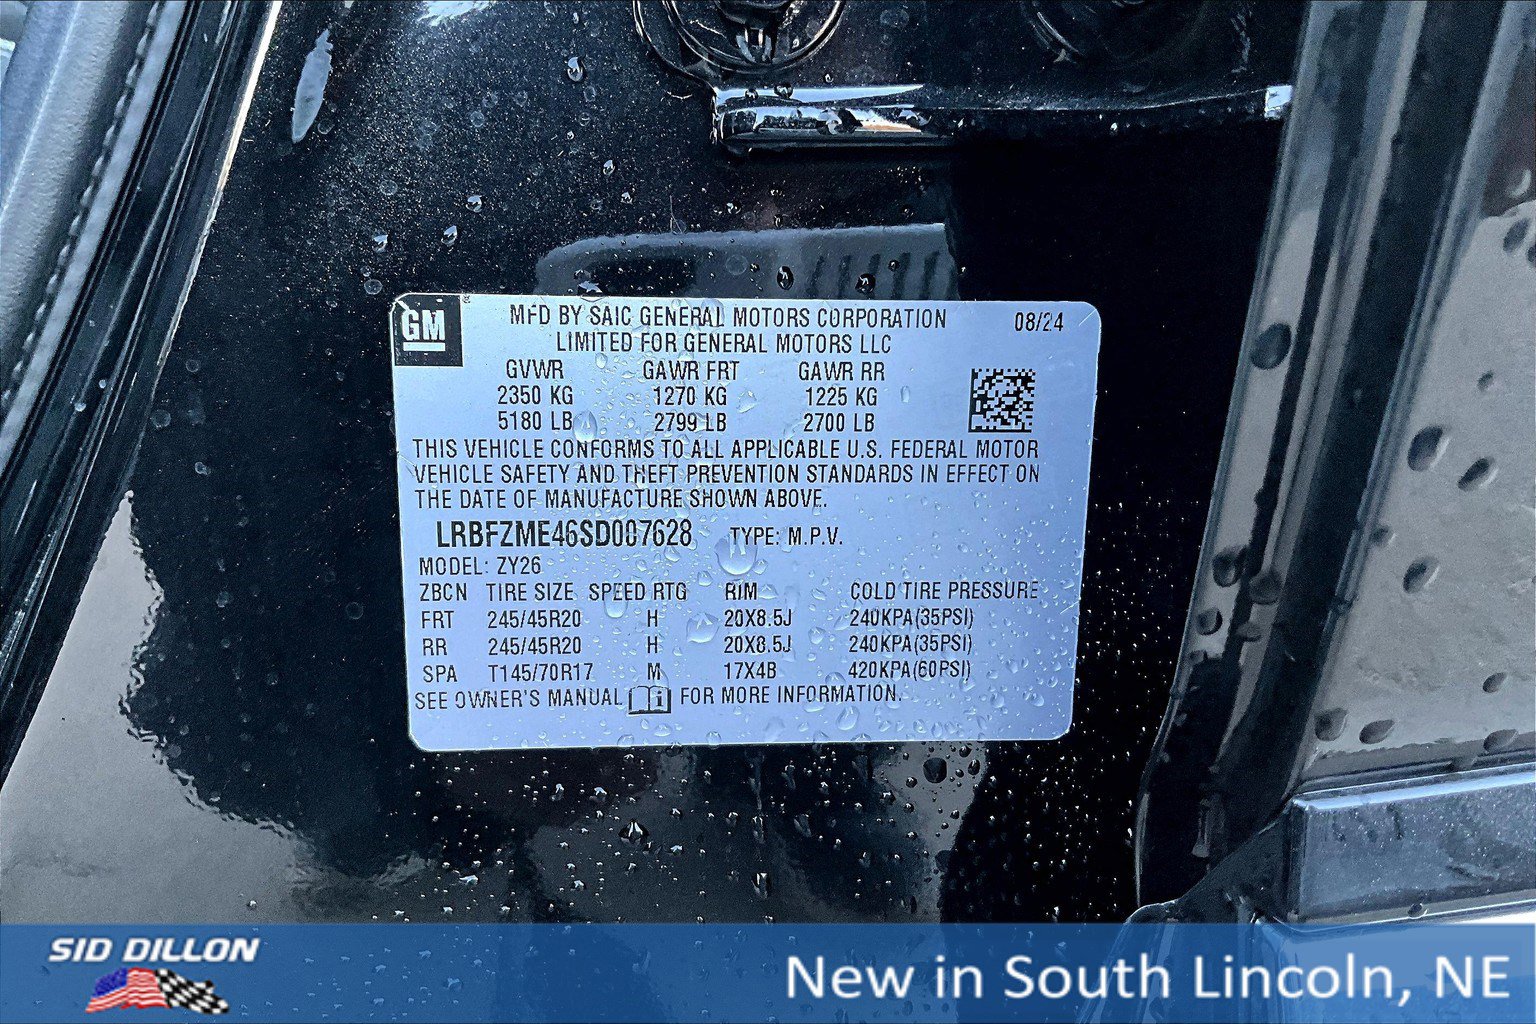 GM
MFD BY SAIC GENERAL MOTORS CORPORATION
08/24
LIMITED FOR GENERAL MOTORS LLC
GVWR GAWR FRT GAWR RR
2350 KG 1270 KG 1225 KG
5180 LB 2799 LB 2700 LB
THIS VEHICLE CONFORMS TO ALL APPLICABLE U.S. FEDERAL MOTOR
VEHICLE SAFETY AND THEFT PREVENTION STANDARDS IN EFFECT ON
THE DATE OF MANUFACTURE SHOWN ABOVE.
LRBFZME46SD007628 TYPE: M.P.V.
MODEL: ZY26
ZBCN TIRE SIZE SPEED RTG RIM COLD TIRE PRESSURE
FRT 245/45R20 H 20X8.5J 240KPA(35PSI)
RR 245/45R20 H 20X8.5J 240KPA(35PSI)
SPA T145/70R17 M 17X4B 420KPA(60PSI)
SEE OWNER'S MANUAL FOR MORE INFORMATION.
SID DILLON
New in South Lincoln, NE